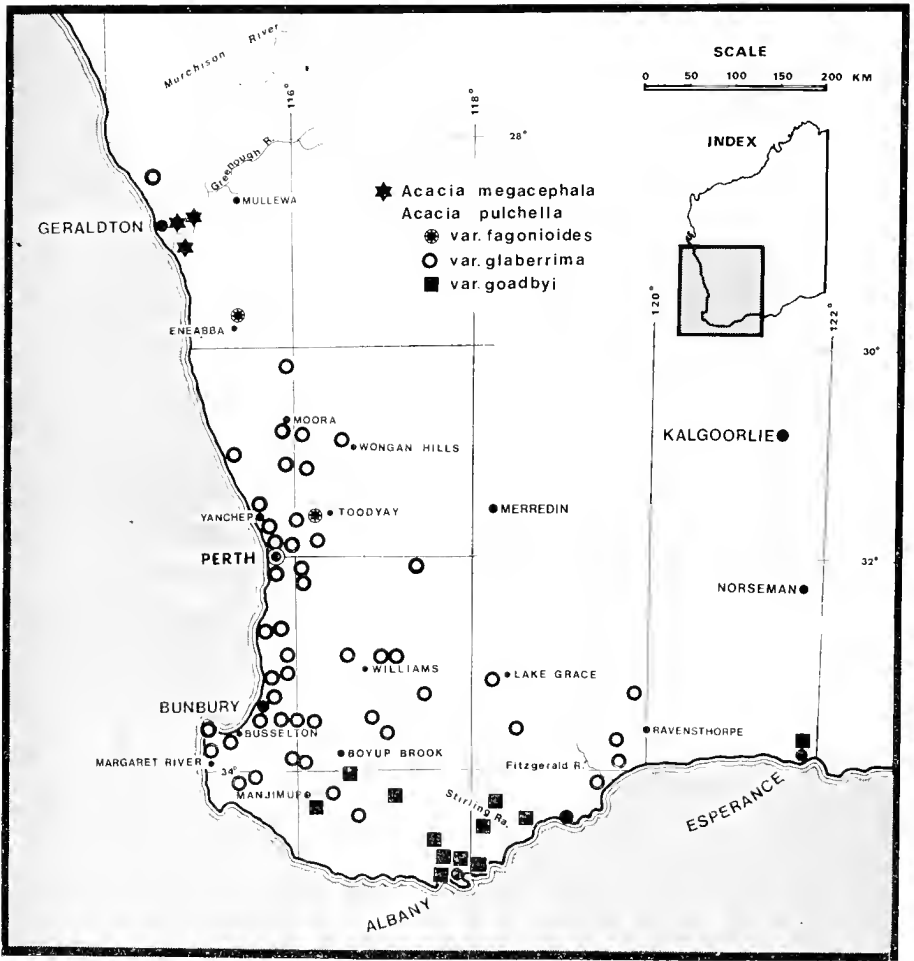 Murchison River
SCALE
0 50 100 150 200 KM
116°
118°
28°
INDEX
Greenough R.
MULLEWA
Acacia megacephala
Acacia pulchella
var. fagonioides
var. glaberrima
var. goadbyi
GERALDTON
120°
122°
ENEABBA
30°
MOORA
WONGAN HILLS
KALGOORLIE
YANCHEP
TOODYAY
MERREDIN
PERTH
32°
NORSEMAN
WILLIAMS
LAKE GRACE
BUNBURY
BUSSELTON
RAVENSTHORPE
BOYUP BROOK
MARGARET RIVER
34°
Fitzgerald R.
MANJIMUP
Stirling Ra.
ESPERANCE
ALBANY